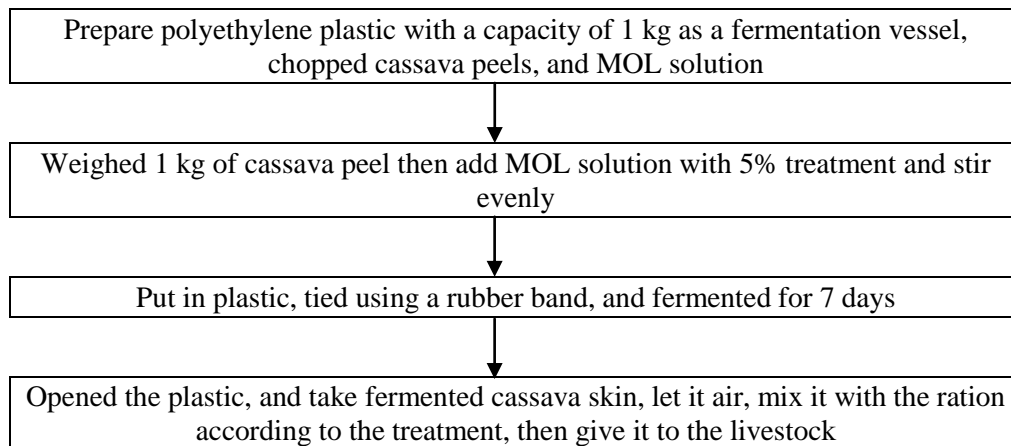 Prepare polyethylene plastic with a capacity of 1 kg as a fermentation vessel,
chopped cassava peels, and MOL solution
Weighed 1 kg of cassava peel then add MOL solution with 5% treatment and stir
evenly
Put in plastic, tied using a rubber band, and fermented for 7 days
Opened the plastic, and take fermented cassava skin, let it air, mix it with the ration
according to the treatment, then give it to the livestock